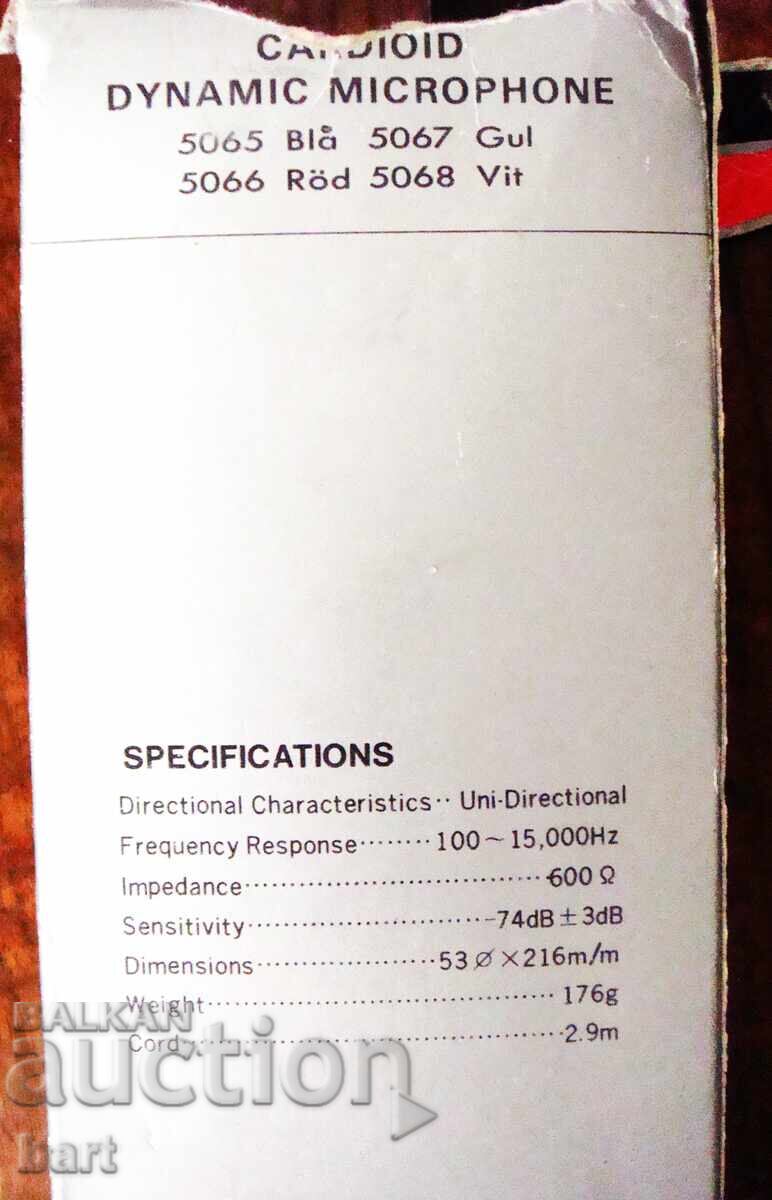 CARDIOID
DYNAMIC MICROPHONE
5065 Blå 5067 Gul
5066 Röd 5068 Vit
SPECIFICATIONS
Directional Characteristics·· Uni-Directional
Frequency Response········100～15,000Hz
Impedance································600 Ω
Sensitivity·························-74dB ± 3dB
Dimensions···················53 ∅ ×216m/m
Weight····································· 176g
Cord·········································2.9m
BALKAN
auction
bart